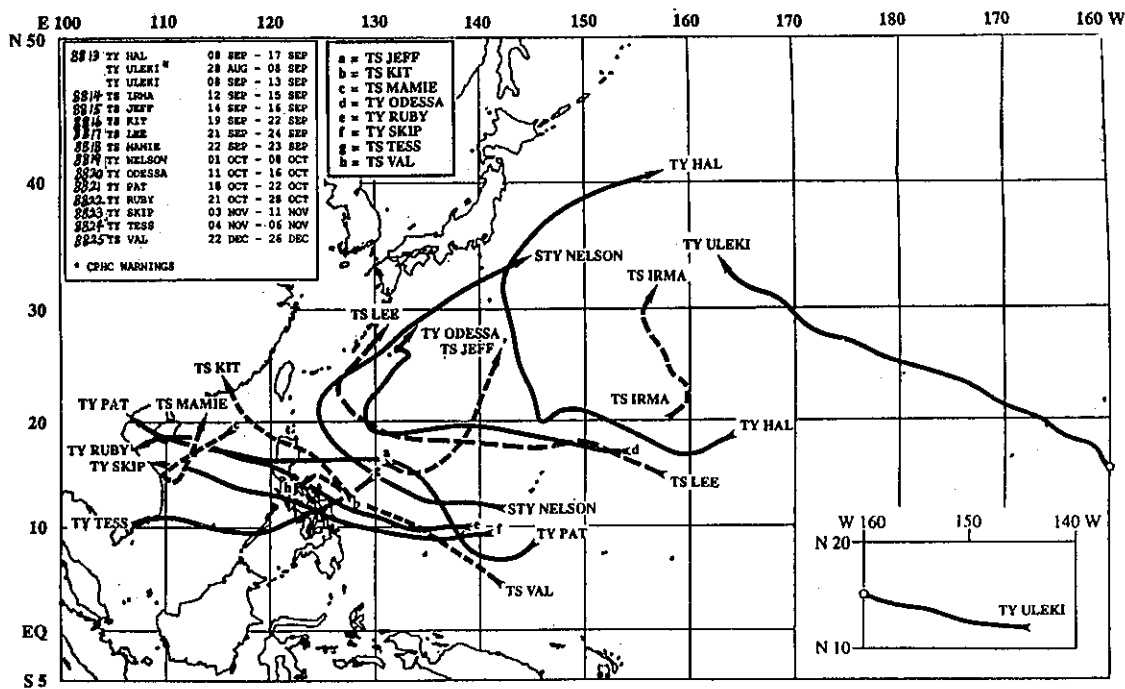 E 100 110 120 130 140 150 160 170 180 170 160 W
N 50
8813 TY HAL 08 SEP - 17 SEP
TY ULEKI* 28 AUG - 08 SEP
TY ULEKI 08 SEP - 13 SEP
8814 TS IRMA 12 SEP - 15 SEP
8815 TS JEFF 14 SEP - 16 SEP
8816 TS KIT 19 SEP - 22 SEP
8817 TS LEE 21 SEP - 24 SEP
8818 TS MAMIE 22 SEP - 23 SEP
8819 TY NELSON 01 OCT - 08 OCT
8820 TY ODESSA 11 OCT - 16 OCT
8821 TY PAT 18 OCT - 22 OCT
8822 TY RUBY 21 OCT - 28 OCT
8823 TY SKIP 03 NOV - 11 NOV
8824 TY TESS 04 NOV - 06 NOV
8825 TS VAL 22 DEC - 26 DEC
* CPHC WARNINGS
a = TS JEFF
b = TS KIT
c = TS MAMIE
d = TY ODESSA
e = TY RUBY
f = TY SKIP
g = TS TESS
h = TS VAL
40
TY HAL
TY ULEKI
STY NELSON
TS IRMA
30
TS LEE
TY ODESSA
TS JEFF
TS KIT
TY PAT
TS MAMIE
TS IRMA
20
TY HAL
TY RUBY
TY SKIP
a
d
TS LEE
h
TY TESS
STY NELSON
10
e
f
TY PAT
TS VAL
W 160 150 140 W
N 20
TY ULEKI
N 10
EQ
S 5